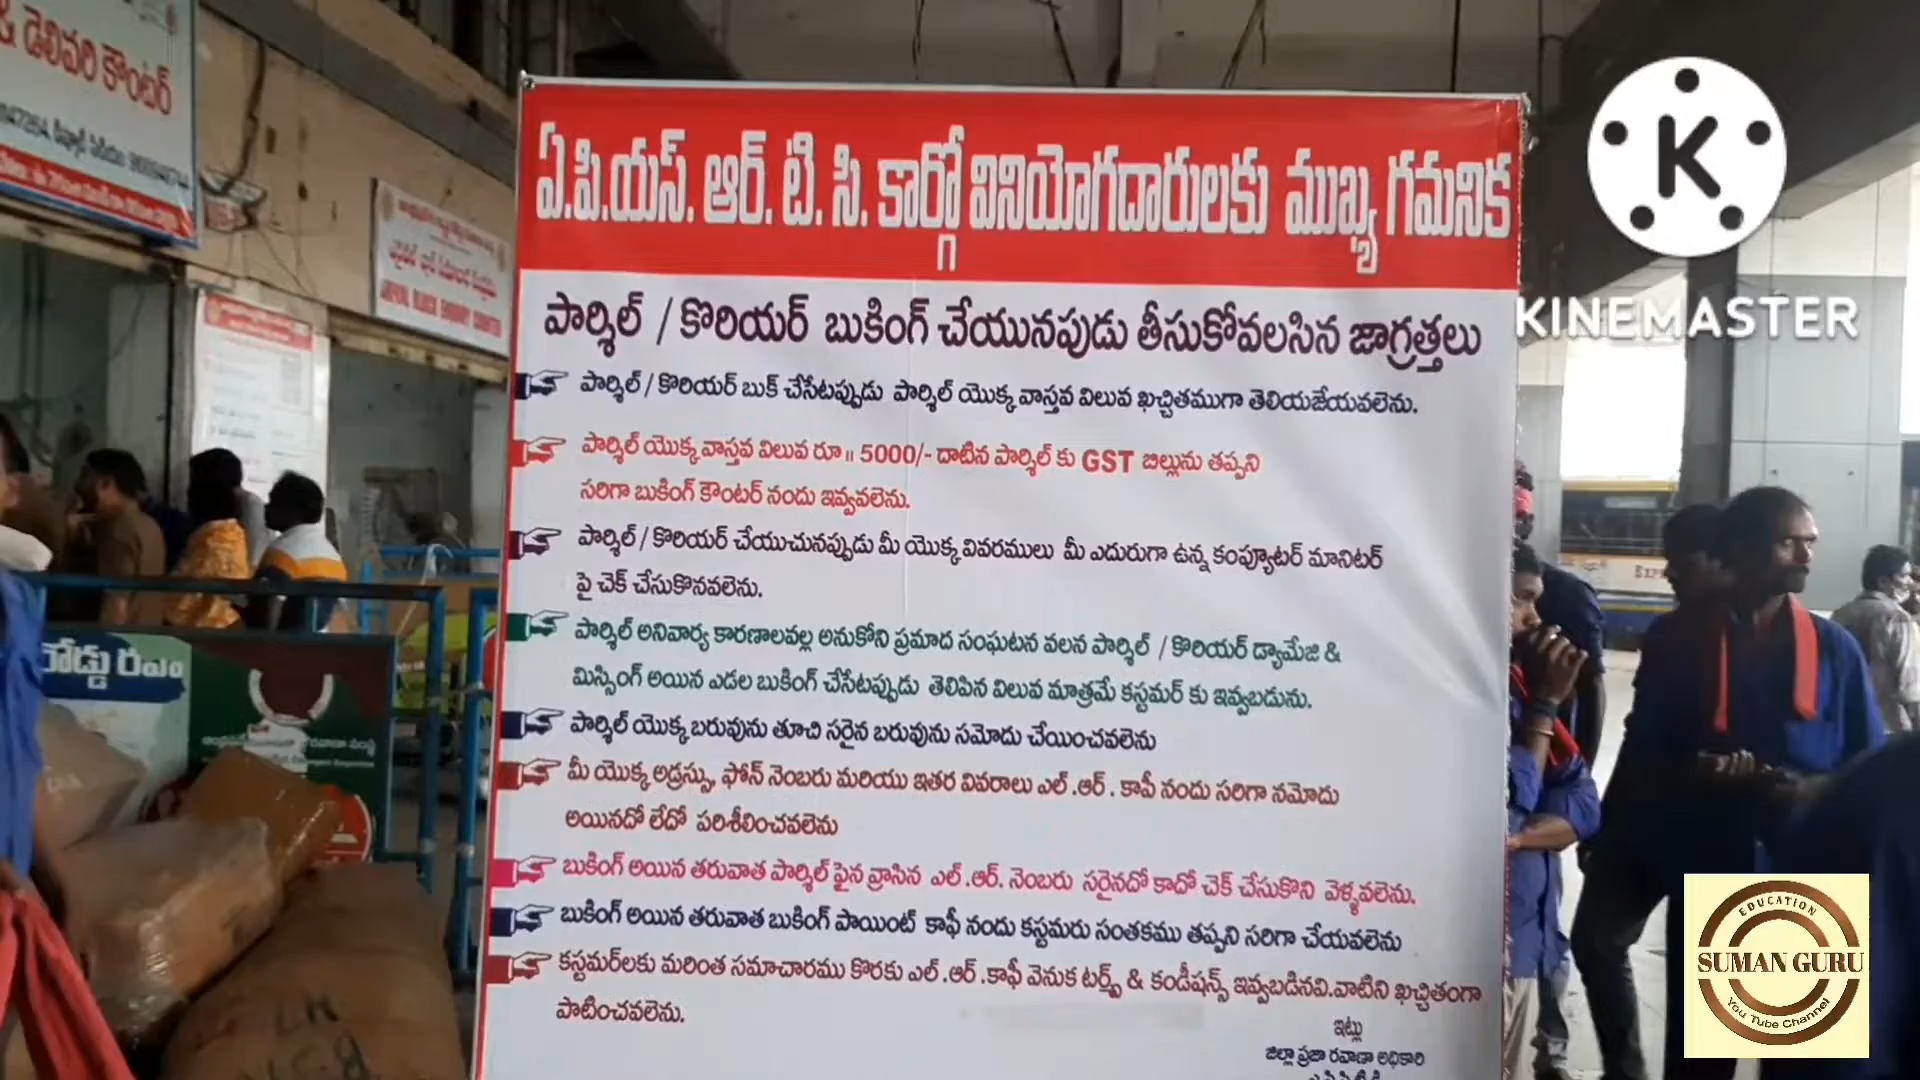 & డెలివరి కౌంటర్
ఏ.పి.యస్. ఆర్. టి. సి. కార్గో వినియోగదారులకు ముఖ్య గమనిక
పార్శిల్ / కొరియర్ బుకింగ్ చేయునపుడు తీసుకోవలసిన జాగ్రత్తలు
పార్శిల్ / కొరియర్ బుక్ చేసేటప్పుడు పార్శిల్ యొక్క వాస్తవ విలువ ఖచ్చితముగా తెలియజేయవలెను.
పార్శిల్ యొక్క వాస్తవ విలువ రూ॥ 5000/- దాటిన పార్శిల్ కు GST బిల్లును తప్పని
సరిగా బుకింగ్ కౌంటర్ నందు ఇవ్వవలెను.
పార్శిల్ / కొరియర్ చేయుచునప్పుడు మీ యొక్క వివరములు మీ ఎదురుగా ఉన్న కంప్యూటర్ మానిటర్
పై చెక్ చేసుకొనవలెను.
పార్శిల్ అనివార్య కారణాలవల్ల అనుకోని ప్రమాద సంఘటన వలన పార్శిల్ / కొరియర్ డ్యామేజి &
మిస్సింగ్ అయిన ఎడల బుకింగ్ చేసేటప్పుడు తెలిపిన విలువ మాత్రమే కస్టమర్ కు ఇవ్వబడును.
పార్శిల్ యొక్క బరువును తూచి సరైన బరువును నమోదు చేయించవలెను
మీ యొక్క అడ్రస్సు, ఫోన్ నెంబరు మరియు ఇతర వివరాలు ఎల్.ఆర్. కాపీ నందు సరిగా నమోదు
అయినదో లేదో పరిశీలించవలెను
బుకింగ్ అయిన తరువాత పార్శిల్ పైన వ్రాసిన ఎల్.ఆర్. నెంబరు సరైనదో కాదో చెక్ చేసుకొని వెళ్ళవలెను.
బుకింగ్ అయిన తరువాత బుకింగ్ పాయింట్ కాఫీ నందు కస్టమరు సంతకము తప్పని సరిగా చేయవలెను
కస్టమర్‌లకు మరింత సమాచారము కొరకు ఎల్.ఆర్.కాఫీ వెనుక టర్మ్స్ & కండీషన్స్ ఇవ్వబడినవి.వాటిని ఖచ్చితంగా
పాటించవలెను.
ఇట్లు
జిల్లా ప్రజా రవాణా అధికారి
రోడ్డు రవా
K
KINEMASTER
EDUCATION
SUMAN GURU
You Tube Channel